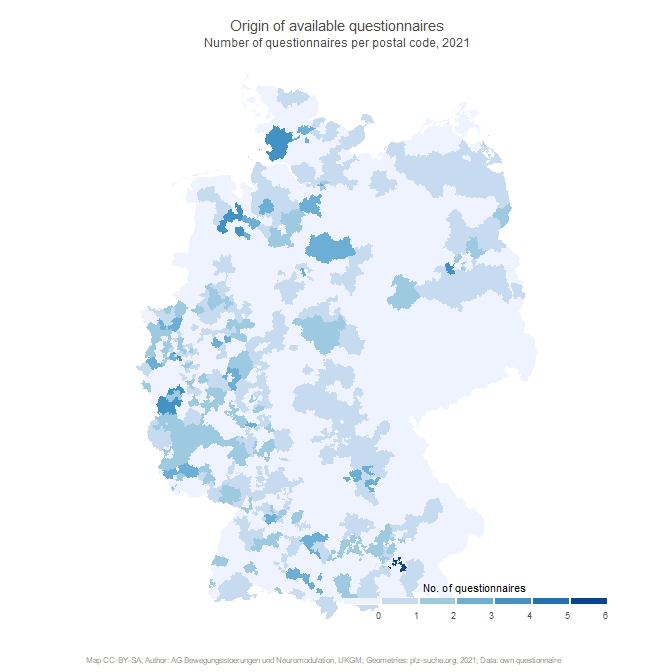 Origin of available questionnaires
Number of questionnaires per postal code, 2021
No. of questionnaires
0 1 2 3 4 5 6
Map CC-BY-SA; Author: AG Bewegungsstoerungen und Neuromodulation, UKGM; Geometries: plz-suche.org, 2021; Data: own questionnaire